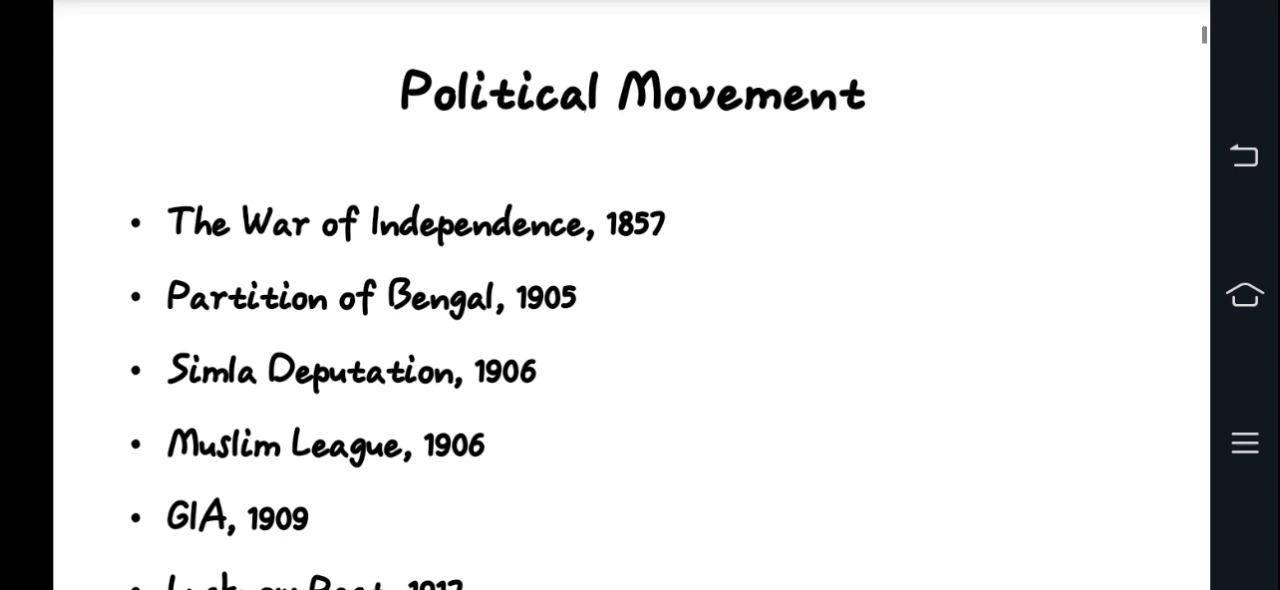 Political Movement
• The War of Independence, 1857
• Partition of Bengal, 1905
• Simla Deputation, 1906
• Muslim League, 1906
• GIA, 1909